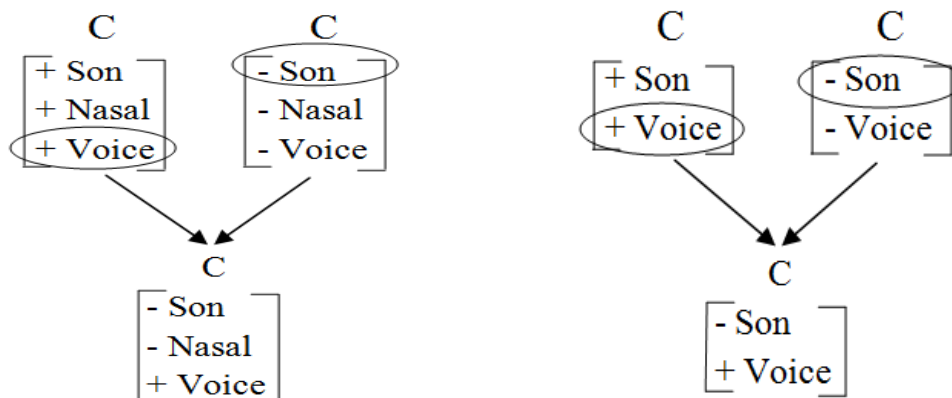 C C
+ Son - Son
+ Nasal - Nasal
+ Voice - Voice
C
- Son
- Nasal
+ Voice
C C
+ Son - Son
+ Voice - Voice
C
- Son
+ Voice